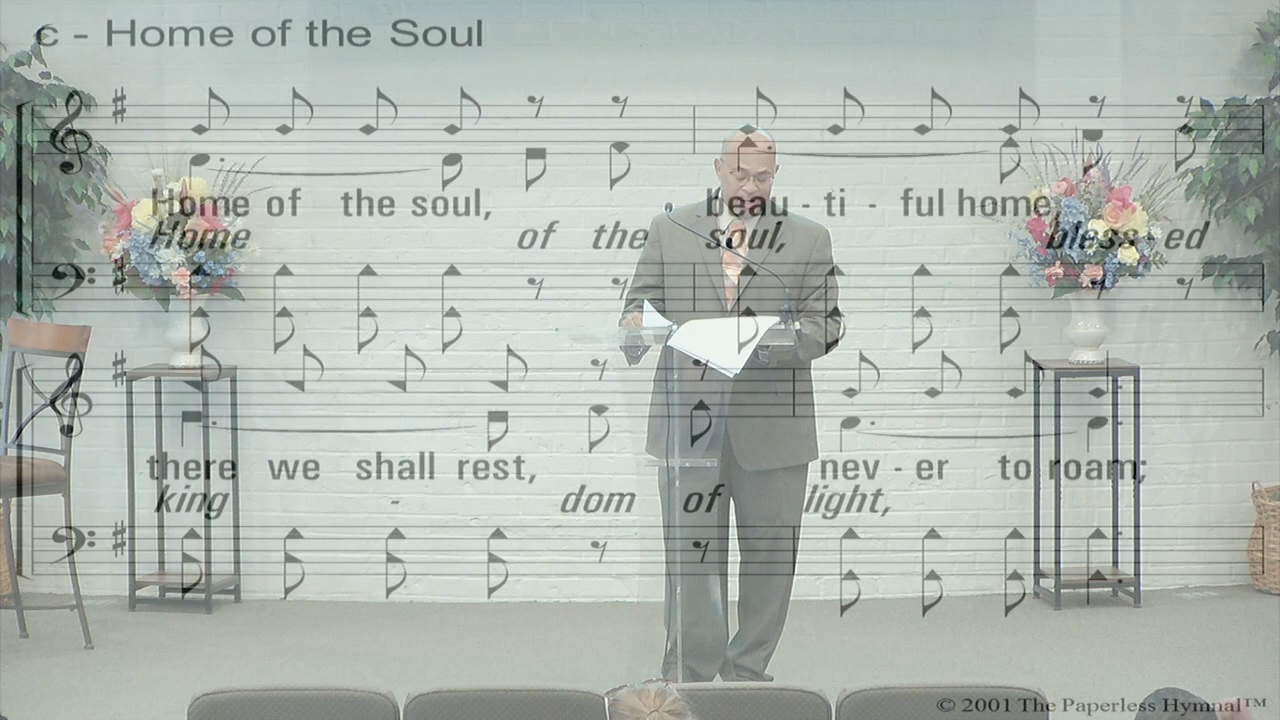 c - Home of the Soul
Home of the soul, beau - ti - ful home,
Home of the soul, bless - ed
there we shall rest, nev - er to roam;
king - dom of light,
© 2001 The Paperless Hymnal™